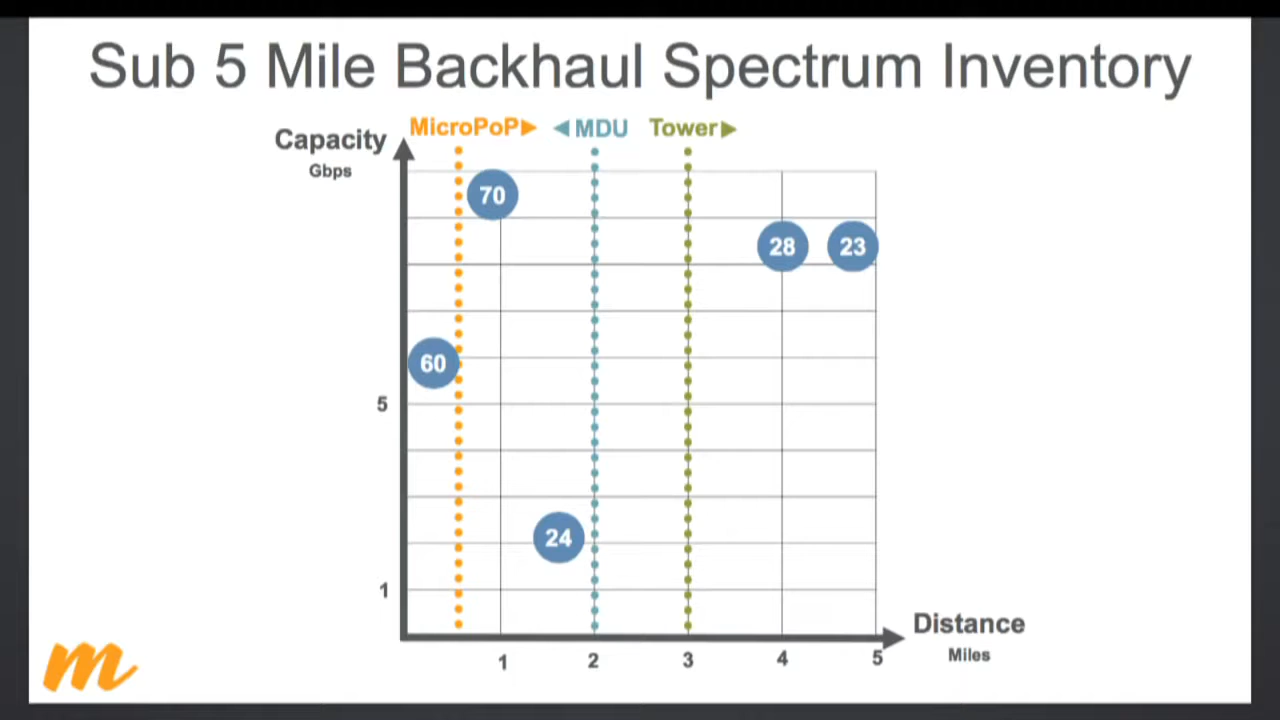 Sub 5 Mile Backhaul Spectrum Inventory
MicroPoP▶ ◀MDU Tower▶
Capacity
Gbps
70
28 23
60
5
24
1
Distance
Miles
1 2 3 4 5
m